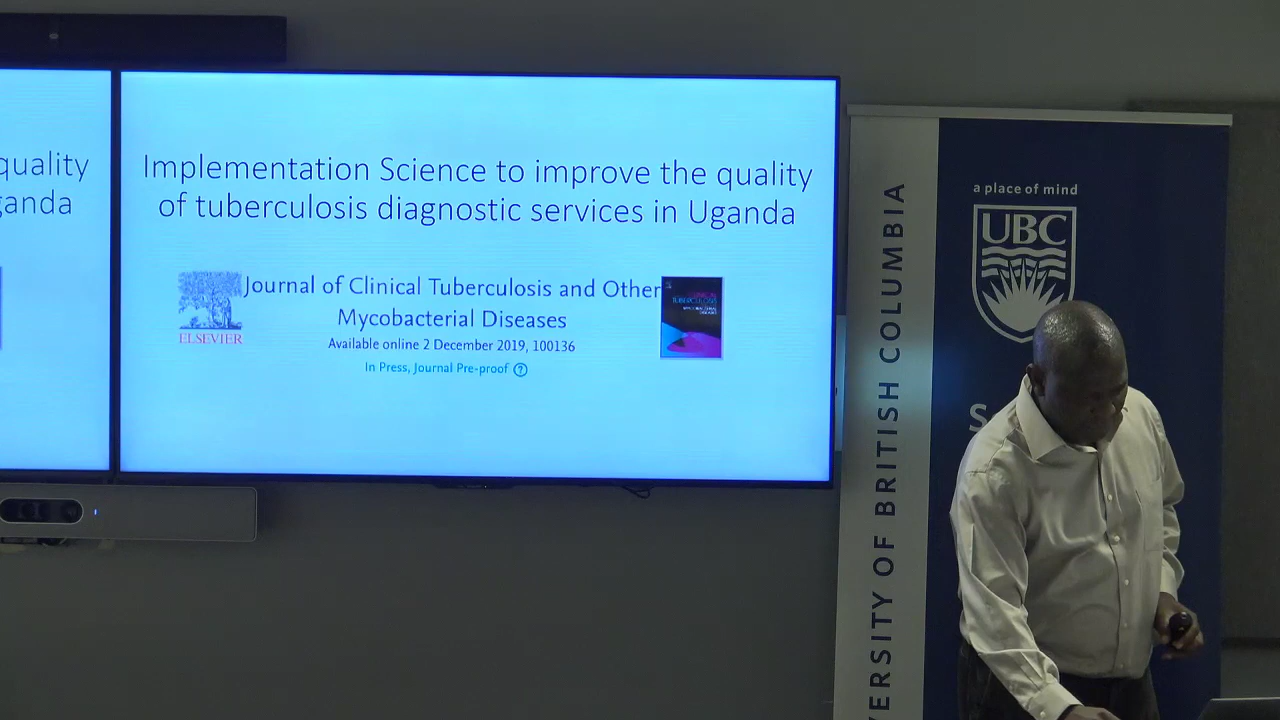 quality
ganda
Implementation Science to improve the quality
of tuberculosis diagnostic services in Uganda
ELSEVIER
Journal of Clinical Tuberculosis and Other
Mycobacterial Diseases
Available online 2 December 2019, 100136
In Press, Journal Pre-proof ?
TUBERCULOSIS
VERSITY OF BRITISH COLUMBIA
a place of mind
UBC
S